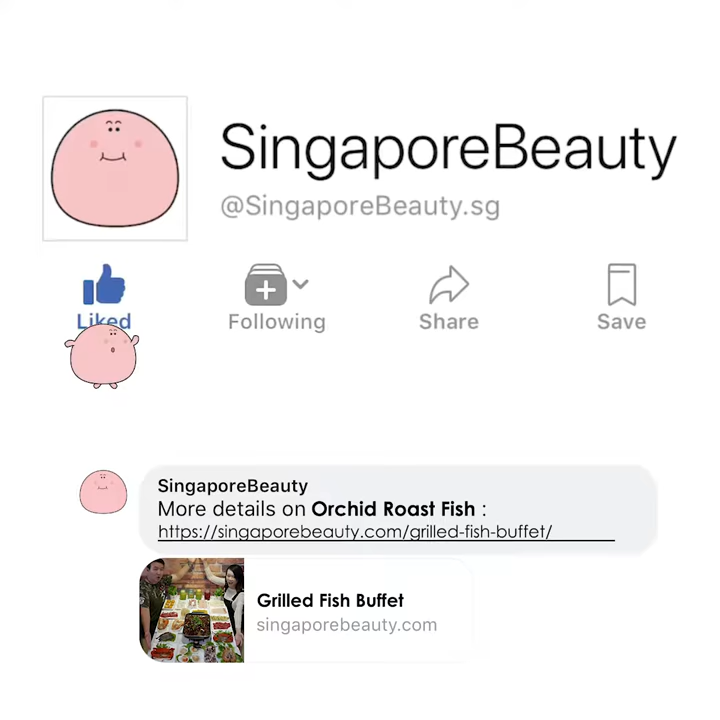 SingaporeBeauty
@SingaporeBeauty.sg
Liked
Following
Share
Save
SingaporeBeauty
More details on Orchid Roast Fish :
https://singaporebeauty.com/grilled-fish-buffet/
Grilled Fish Buffet
singaporebeauty.com